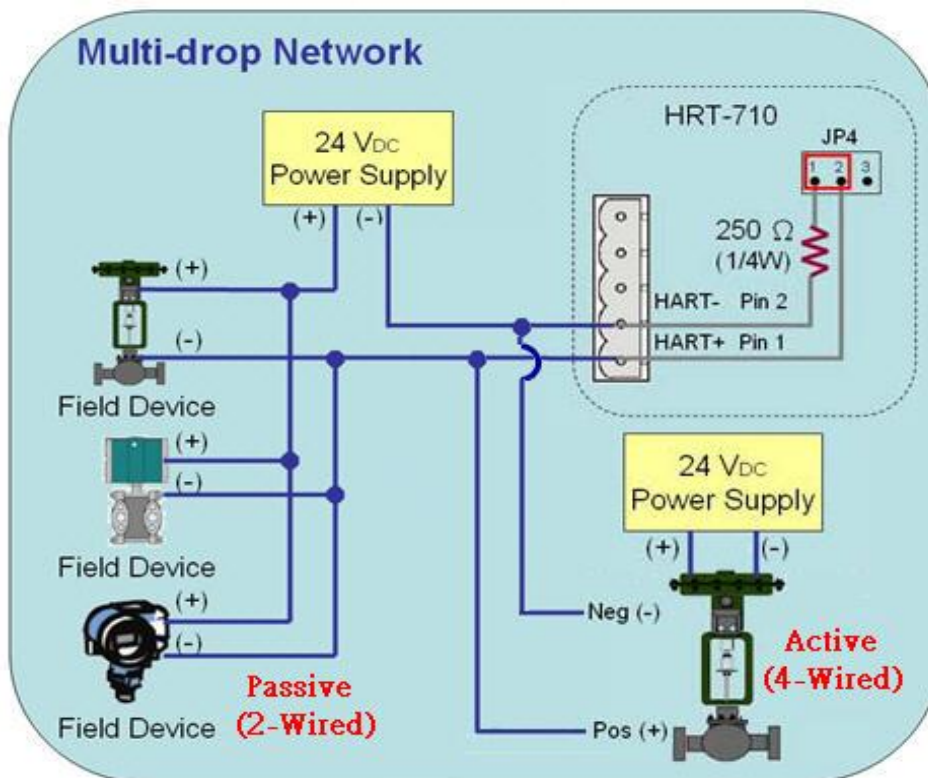 Multi-drop Network
24 VDC
Power Supply
(+)
(-)
HRT-710
JP4
1 2 3
250 Ω
(1/4W)
HART- Pin 2
HART+ Pin 1
(+)
(-)
Field Device
(+)
(-)
Field Device
(+)
(-)
Field Device
Passive
(2-Wired)
24 VDC
Power Supply
(+)
(-)
Neg (-)
Active
(4-Wired)
Pos (+)